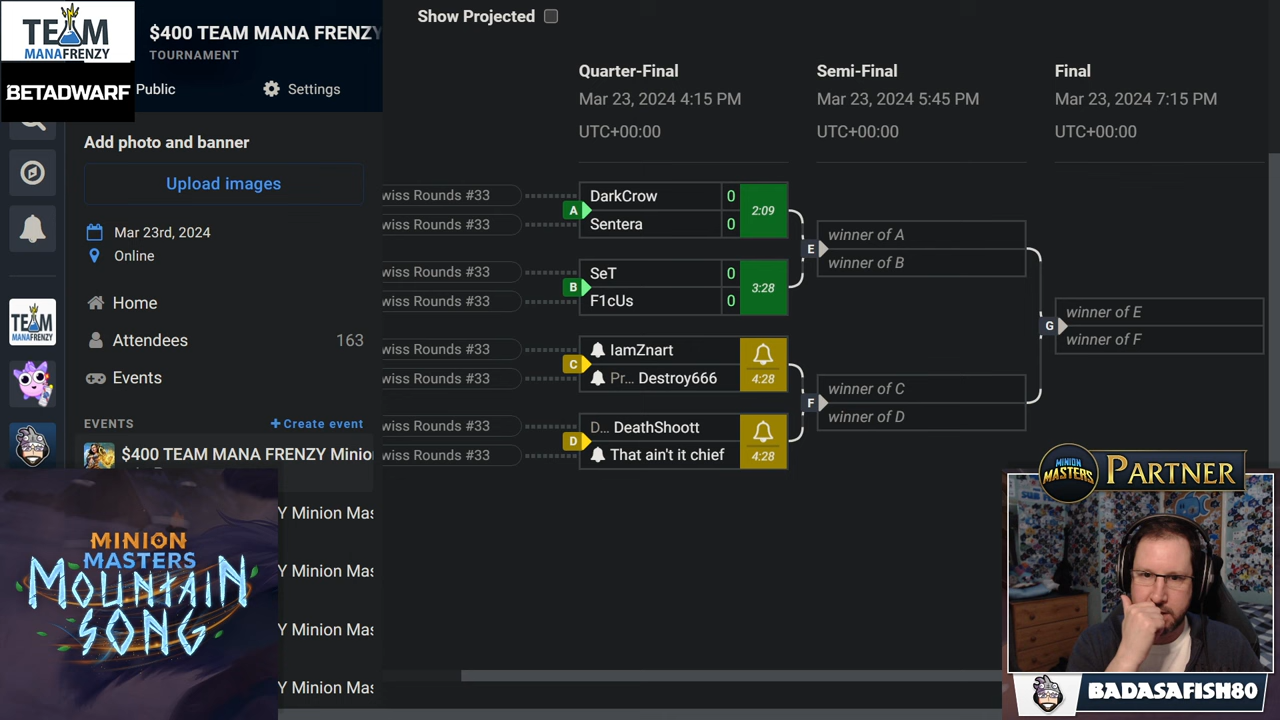 TEAM
MANAFRENZY
BETADWARF
$400 TEAM MANA FRENZY
TOURNAMENT
Public
Settings
Add photo and banner
Upload images
Mar 23rd, 2024
Online
Home
Attendees 163
Events
EVENTS
+ Create event
$400 TEAM MANA FRENZY Minio
Y Minion Mas
Y Minion Mas
Y Minion Mas
Y Minion Mas
TEAM
MANAFRENZY
MINION
MASTERS
MOUNTAIN
SONG
Show Projected
Quarter-Final
Mar 23, 2024 4:15 PM
UTC+00:00
Semi-Final
Mar 23, 2024 5:45 PM
UTC+00:00
Final
Mar 23, 2024 7:15 PM
UTC+00:00
wiss Rounds #33
wiss Rounds #33
A
DarkCrow 0
Sentera 0
2:09
wiss Rounds #33
wiss Rounds #33
B
SeT 0
F1cUs 0
3:28
wiss Rounds #33
wiss Rounds #33
C
IamZnart
Pr... Destroy666
4:28
wiss Rounds #33
wiss Rounds #33
D
D... DeathShoott
That ain't it chief
4:28
E
winner of A
winner of B
F
winner of C
winner of D
G
winner of E
winner of F
MINION
MASTERS
PARTNER
BADASAFISH80